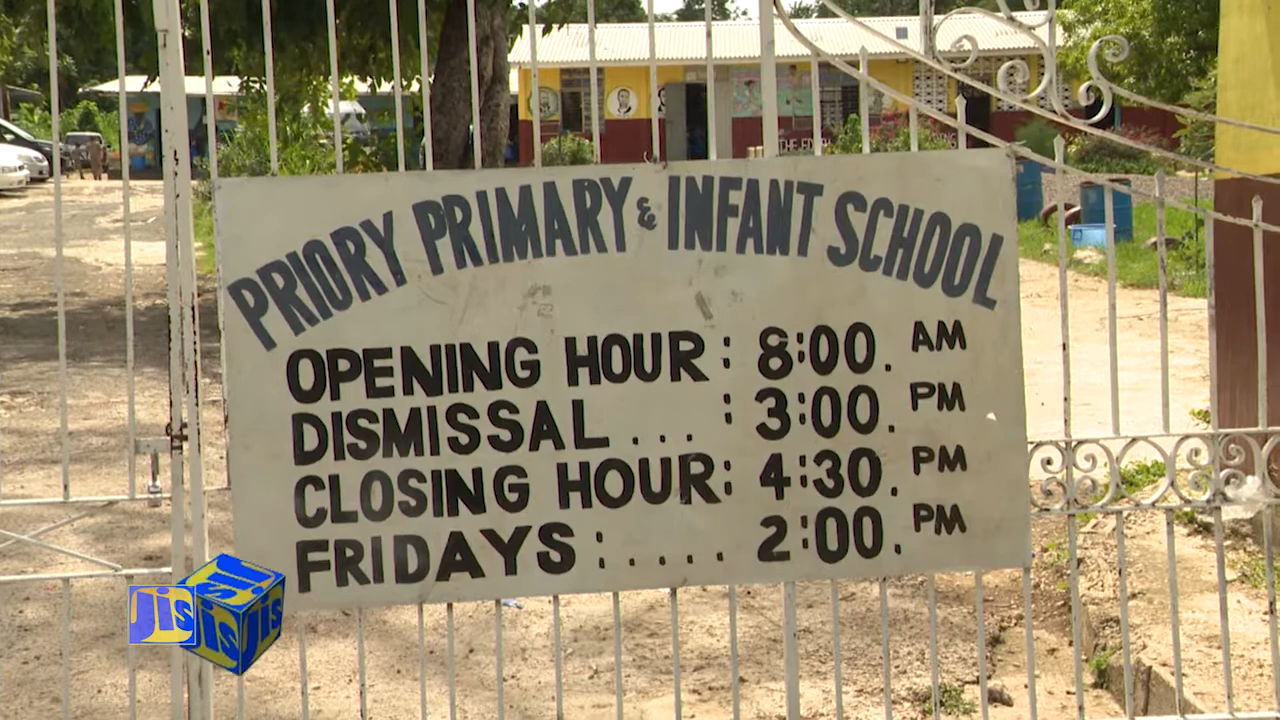 PRIORY PRIMARY & INFANT SCHOOL
OPENING HOUR : 8:00. AM
DISMISSAL ... : 3:00. PM
CLOSING HOUR : 4:30. PM
FRIDAYS : . . . . . 2:00. PM
Jis
Jis
Jis
Jis